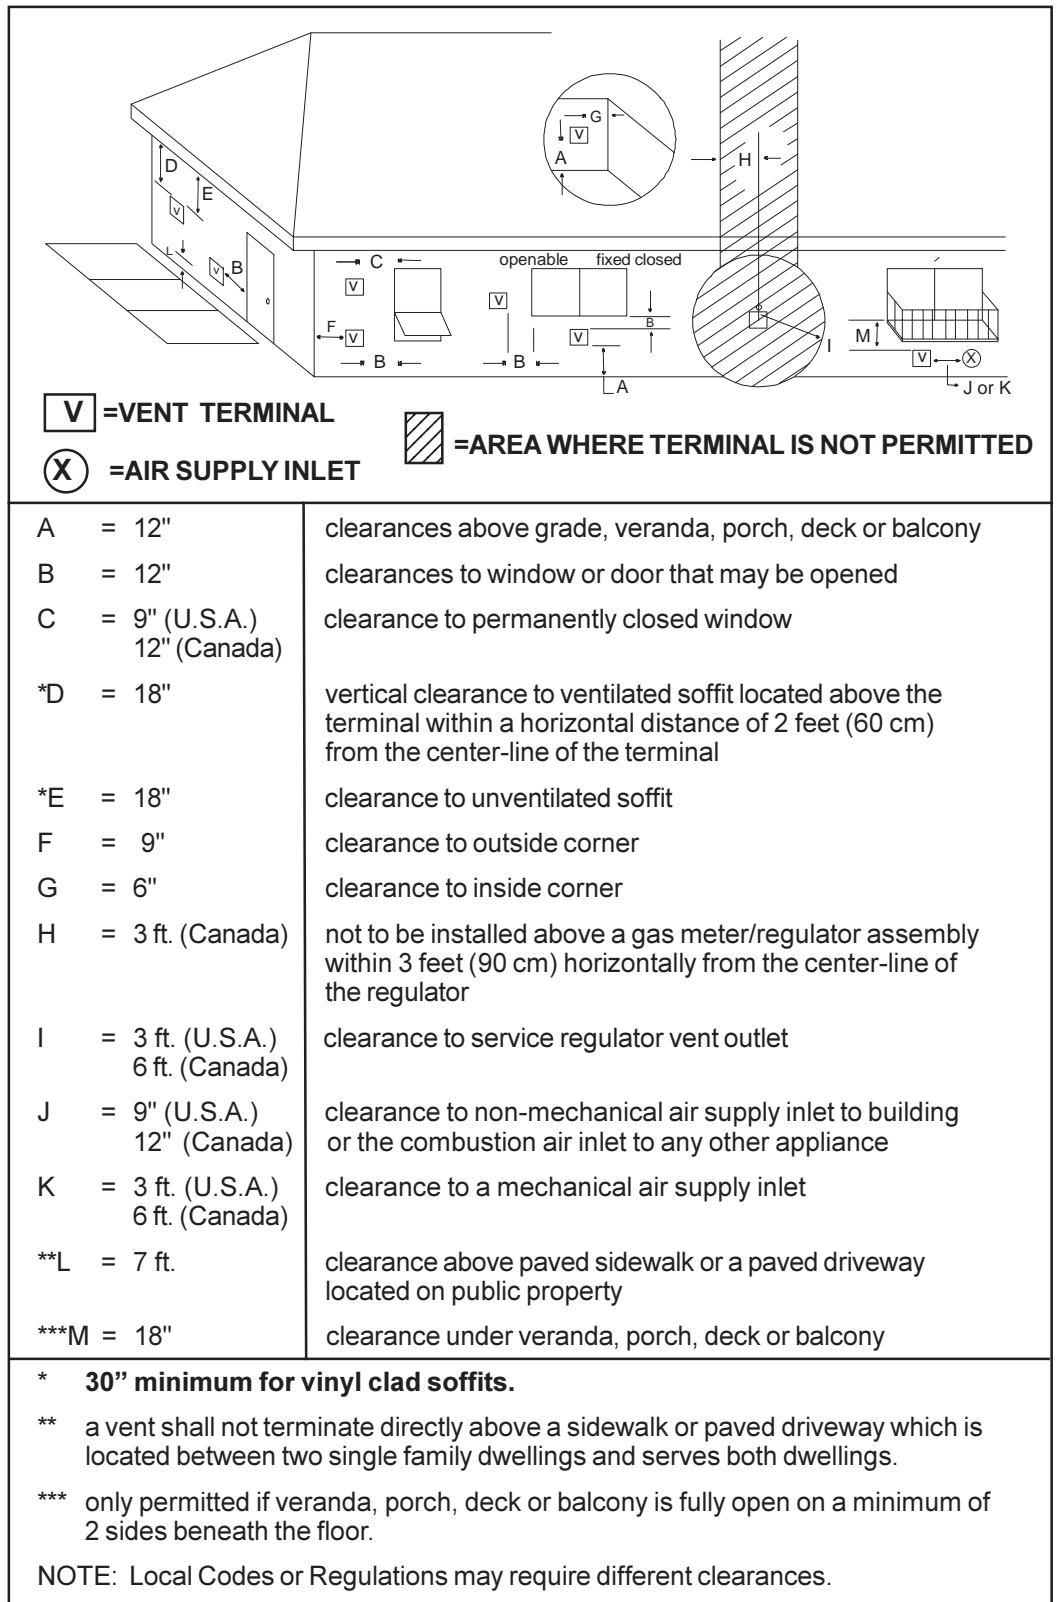 G
V
A
H
D
E
V
L
V
B
C
openable
fixed closed
V
V
F
V
V
B
B
B
A
I
M
V
X
J or K
V =VENT TERMINAL
X =AIR SUPPLY INLET
=AREA WHERE TERMINAL IS NOT PERMITTED
A = 12" clearances above grade, veranda, porch, deck or balcony
B = 12" clearances to window or door that may be opened
C = 9" (U.S.A.) clearance to permanently closed window
12" (Canada)
*D = 18" vertical clearance to ventilated soffit located above the
terminal within a horizontal distance of 2 feet (60 cm)
from the center-line of the terminal
*E = 18" clearance to unventilated soffit
F = 9" clearance to outside corner
G = 6" clearance to inside corner
H = 3 ft. (Canada) not to be installed above a gas meter/regulator assembly
within 3 feet (90 cm) horizontally from the center-line of
the regulator
I = 3 ft. (U.S.A.) clearance to service regulator vent outlet
6 ft. (Canada)
J = 9" (U.S.A.) clearance to non-mechanical air supply inlet to building
12" (Canada) or the combustion air inlet to any other appliance
K = 3 ft. (U.S.A.) clearance to a mechanical air supply inlet
6 ft. (Canada)
**L = 7 ft. clearance above paved sidewalk or a paved driveway
located on public property
***M = 18" clearance under veranda, porch, deck or balcony
* 30” minimum for vinyl clad soffits.
** a vent shall not terminate directly above a sidewalk or paved driveway which is
located between two single family dwellings and serves both dwellings.
*** only permitted if veranda, porch, deck or balcony is fully open on a minimum of
2 sides beneath the floor.
NOTE: Local Codes or Regulations may require different clearances.